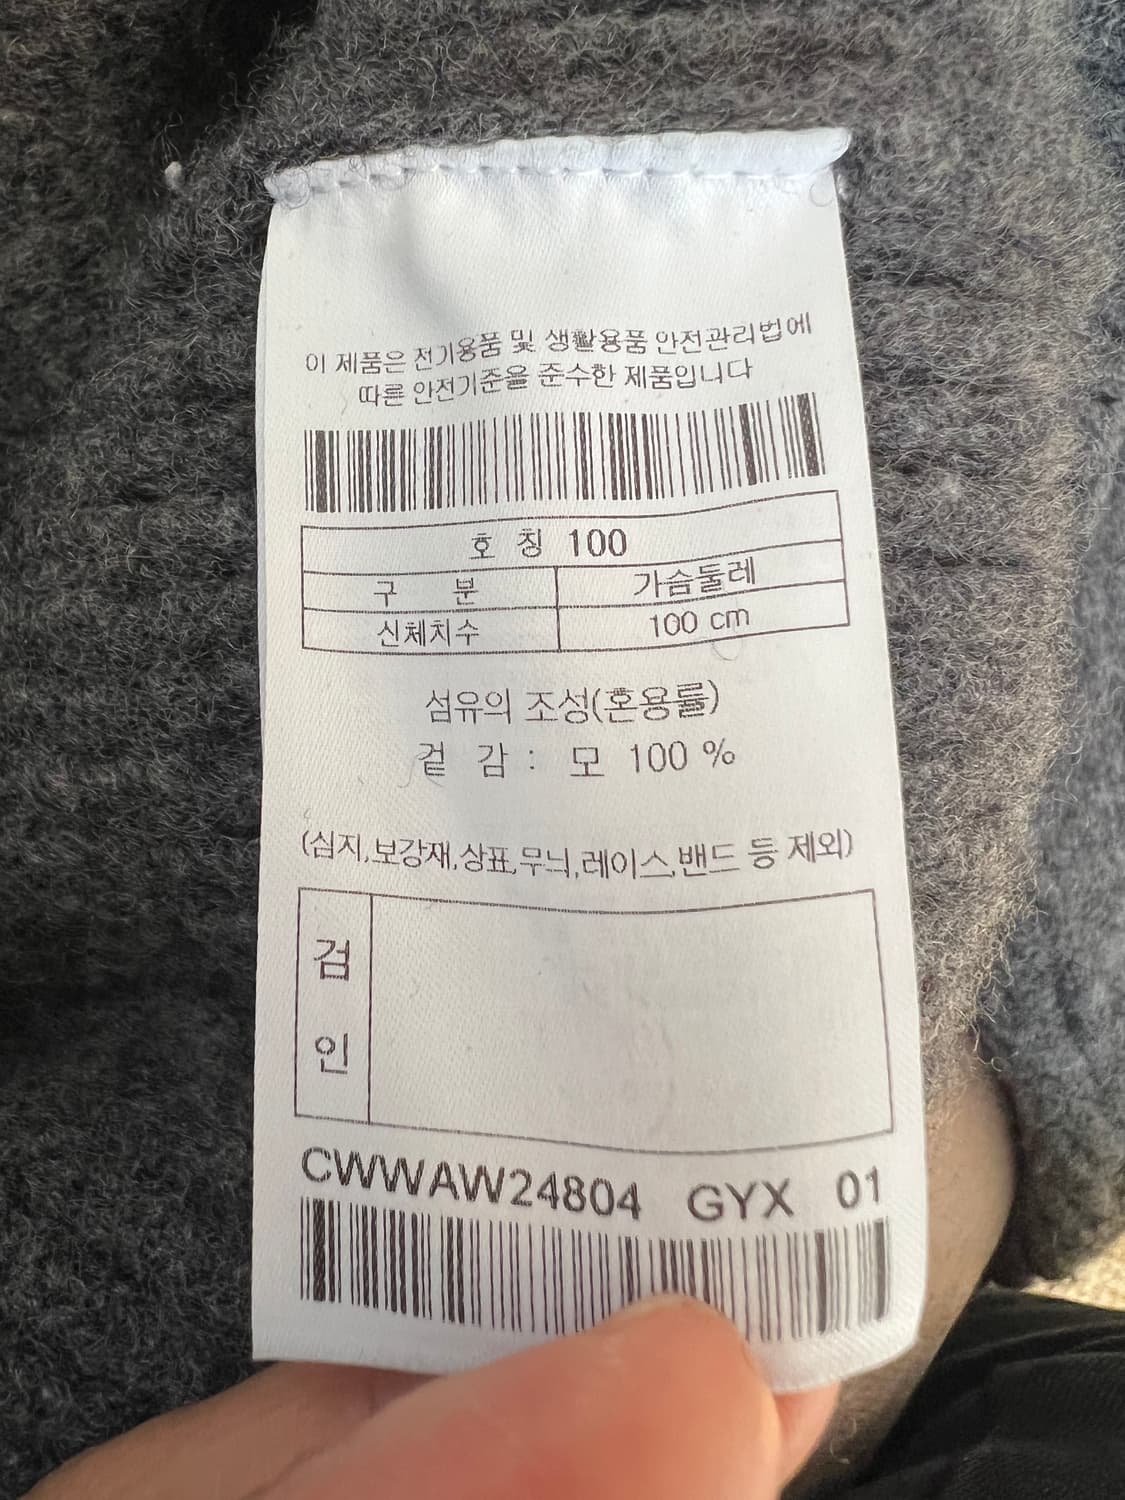 이 제품은 전기용품 및 생활용품 안전관리법에
따른 안전기준을 준수한 제품입니다
호 칭 100
구 분 가슴둘레
신체치수 100 cm
섬유의 조성(혼용률)
겉 감 : 모 100 %
(심지,보강재,상표,무늬,레이스,밴드 등 제외)
검
인
CWWAW24804 GYX 01